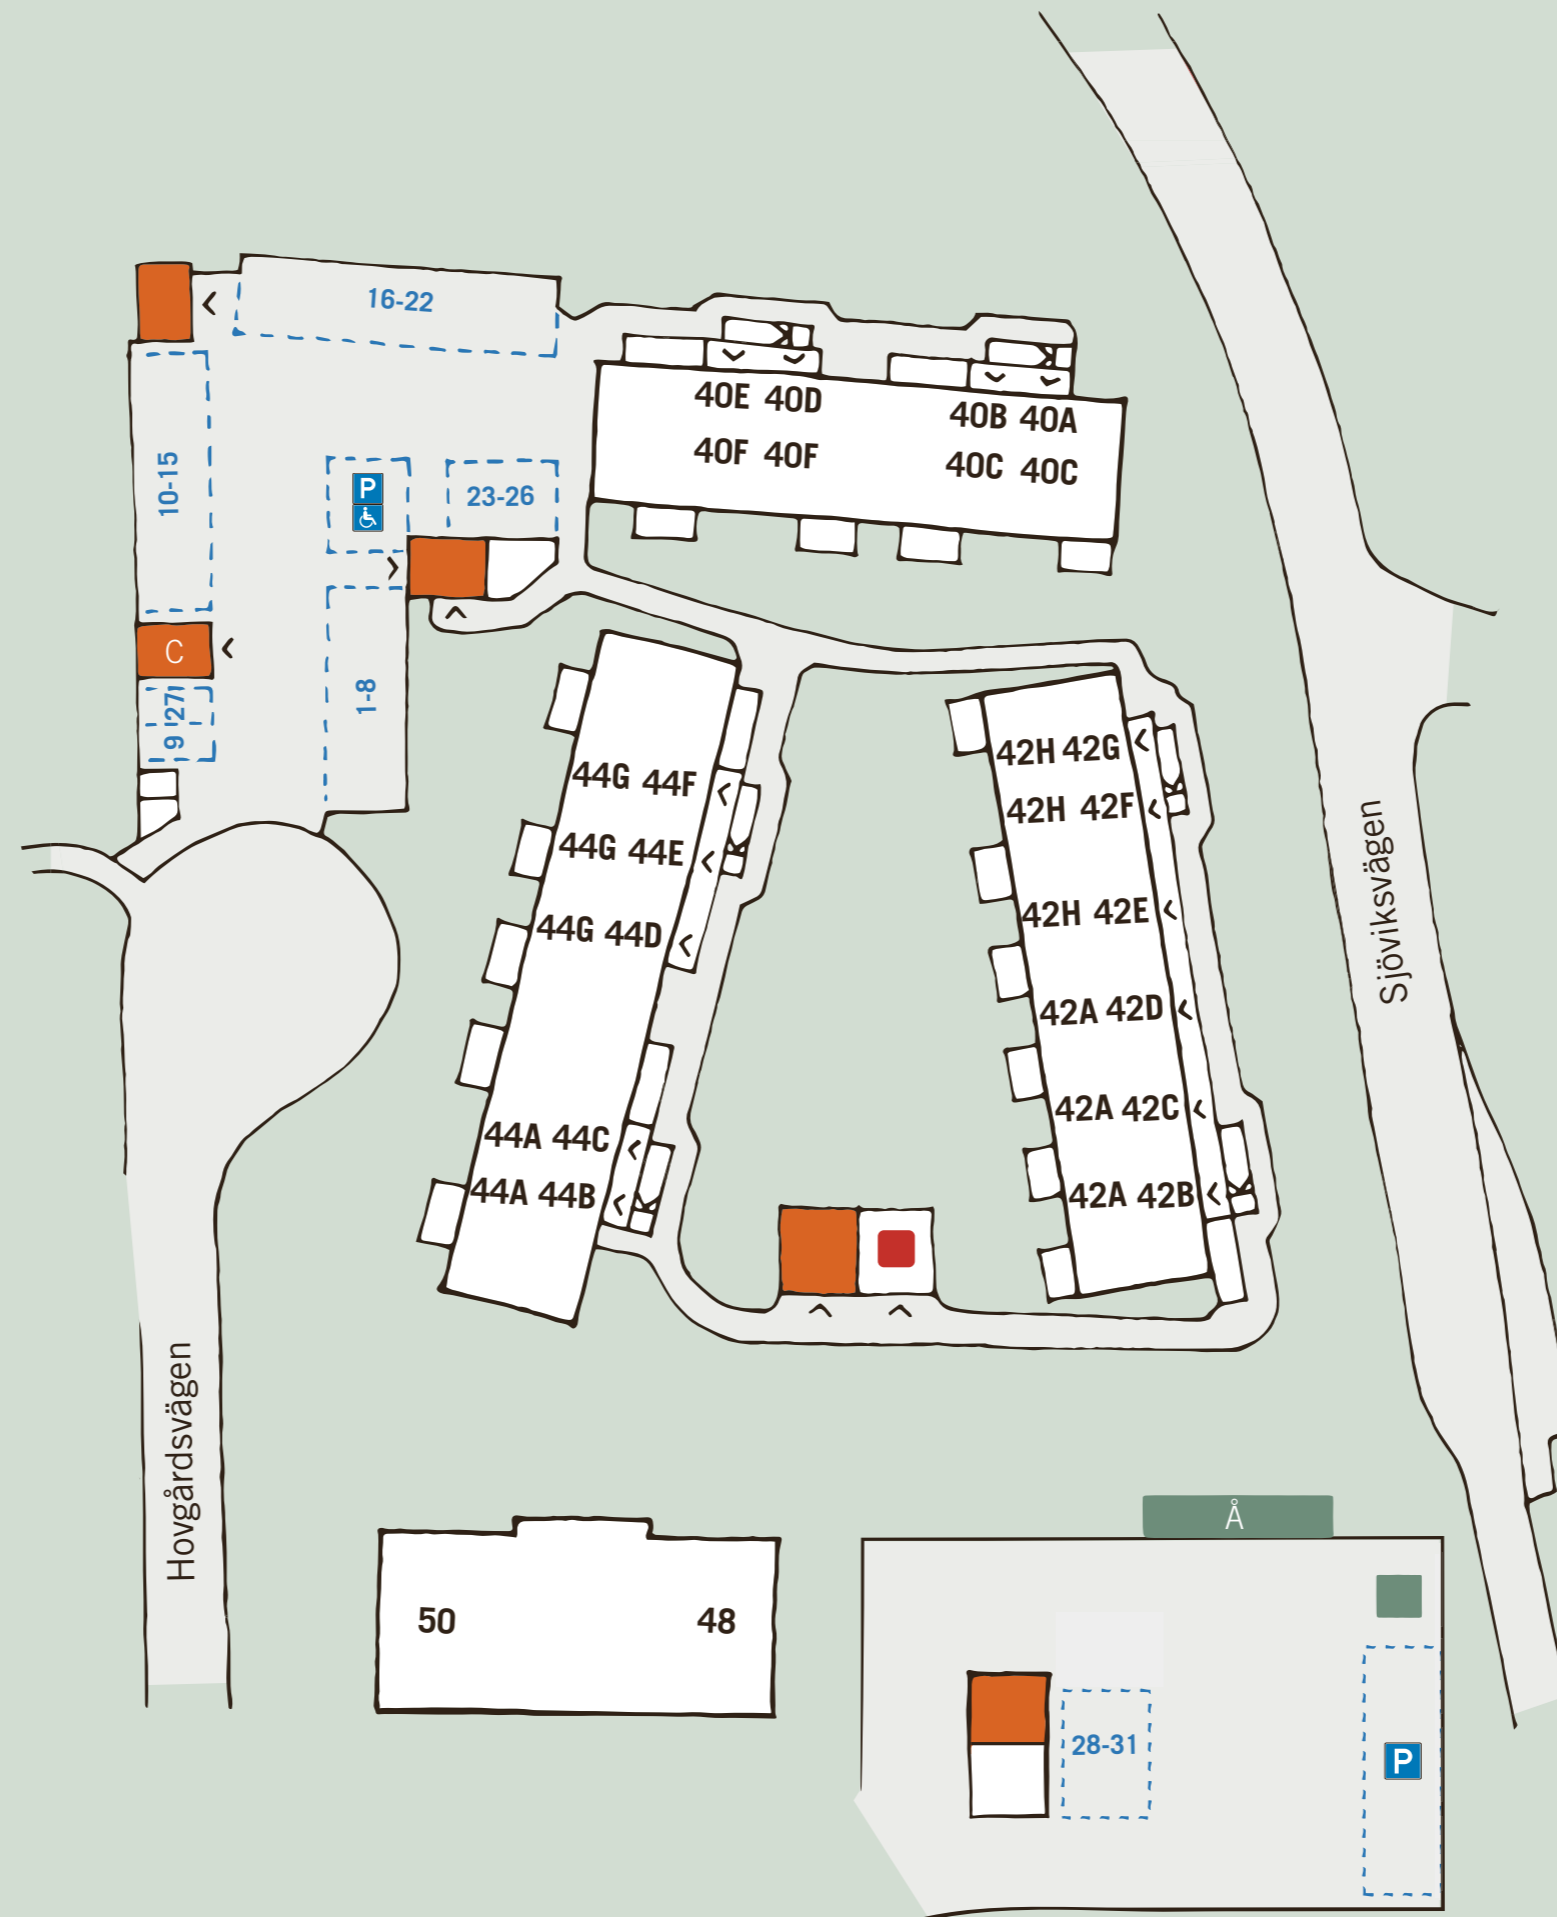 16-22
40E 40D
40B 40A
40F 40F
40C 40C
10-15
P
23-26
C
27
9
1-8
44G 44F
44G 44E
44G 44D
44A 44C
44A 44B
42H 42G
42H 42F
42H 42E
42A 42D
42A 42C
42A 42B
Sjöviksvägen
Hovgårdsvägen
50
48
Å
28-31
P